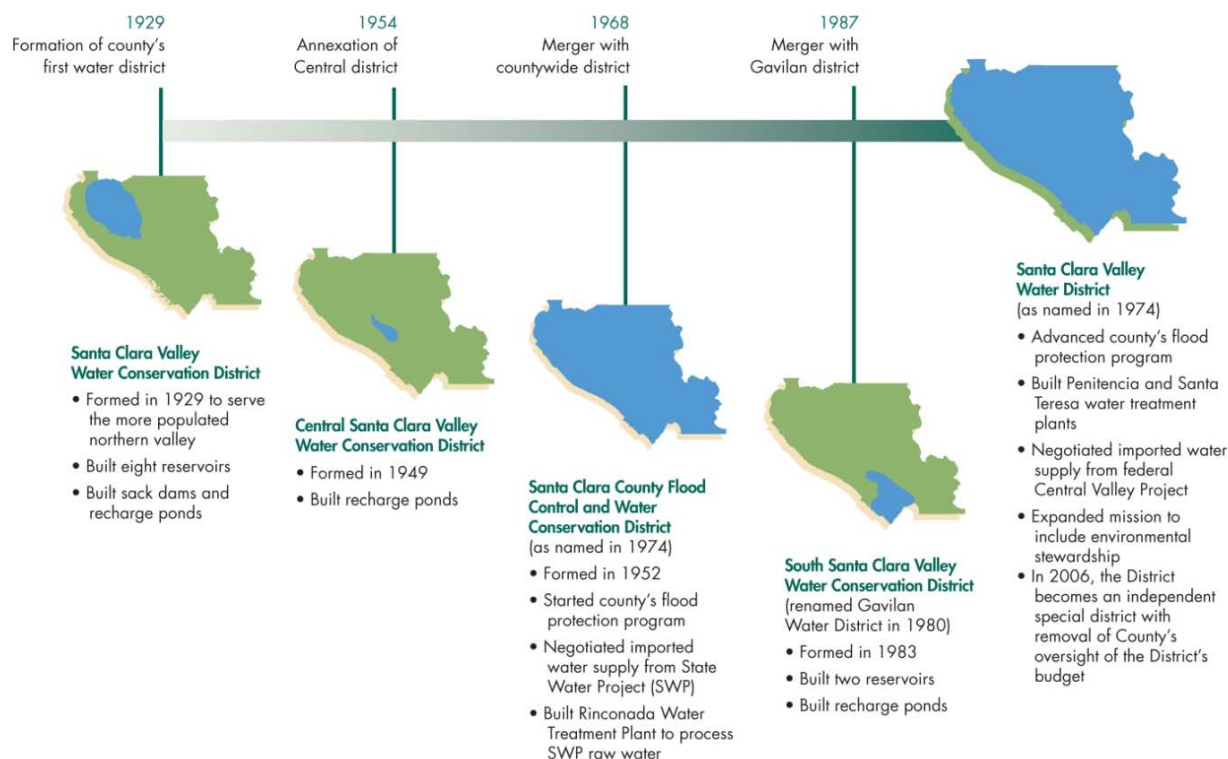 1929
Formation of county's
first water district
1954
Annexation of
Central district
1968
Merger with
countywide district
1987
Merger with
Gavilan district
Santa Clara Valley
Water Conservation District
• Formed in 1929 to serve
the more populated
northern valley
• Built eight reservoirs
• Built sack dams and
recharge ponds
Central Santa Clara Valley
Water Conservation District
• Formed in 1949
• Built recharge ponds
Santa Clara County Flood
Control and Water
Conservation District
(as named in 1974)
• Formed in 1952
• Started county's flood
protection program
• Negotiated imported
water supply from State
Water Project (SWP)
• Built Rinconada Water
Treatment Plant to process
SWP raw water
South Santa Clara Valley
Water Conservation District
(renamed Gavilan
Water District in 1980)
• Formed in 1983
• Built two reservoirs
• Built recharge ponds
Santa Clara Valley
Water District
(as named in 1974)
• Advanced county's flood
protection program
• Built Penitencia and Santa
Teresa water treatment
plants
• Negotiated imported water
supply from federal
Central Valley Project
• Expanded mission to
include environmental
stewardship
• In 2006, the District
becomes an independent
special district with
removal of County's
oversight of the District's
budget